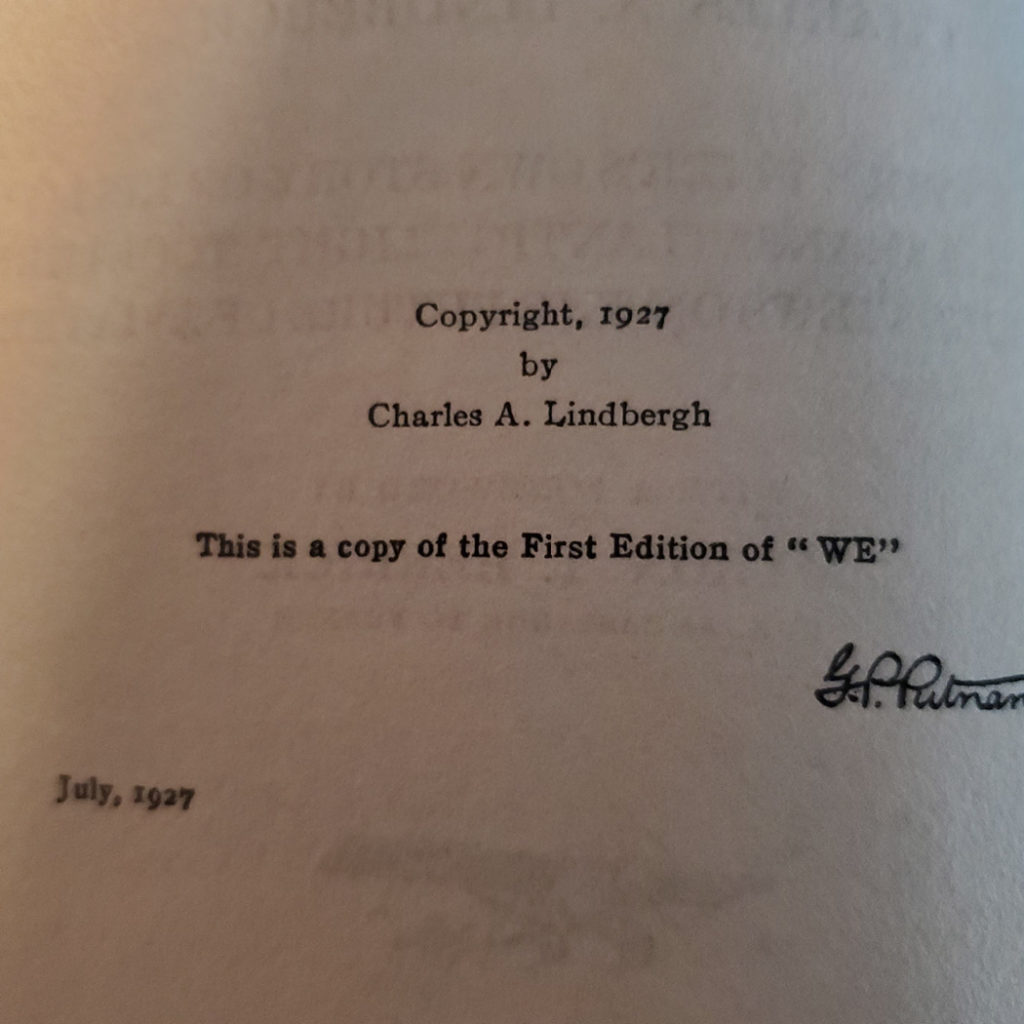 Copyright, 1927
by
Charles A. Lindbergh
This is a copy of the First Edition of “WE”
G.P. Putnam
July, 1927